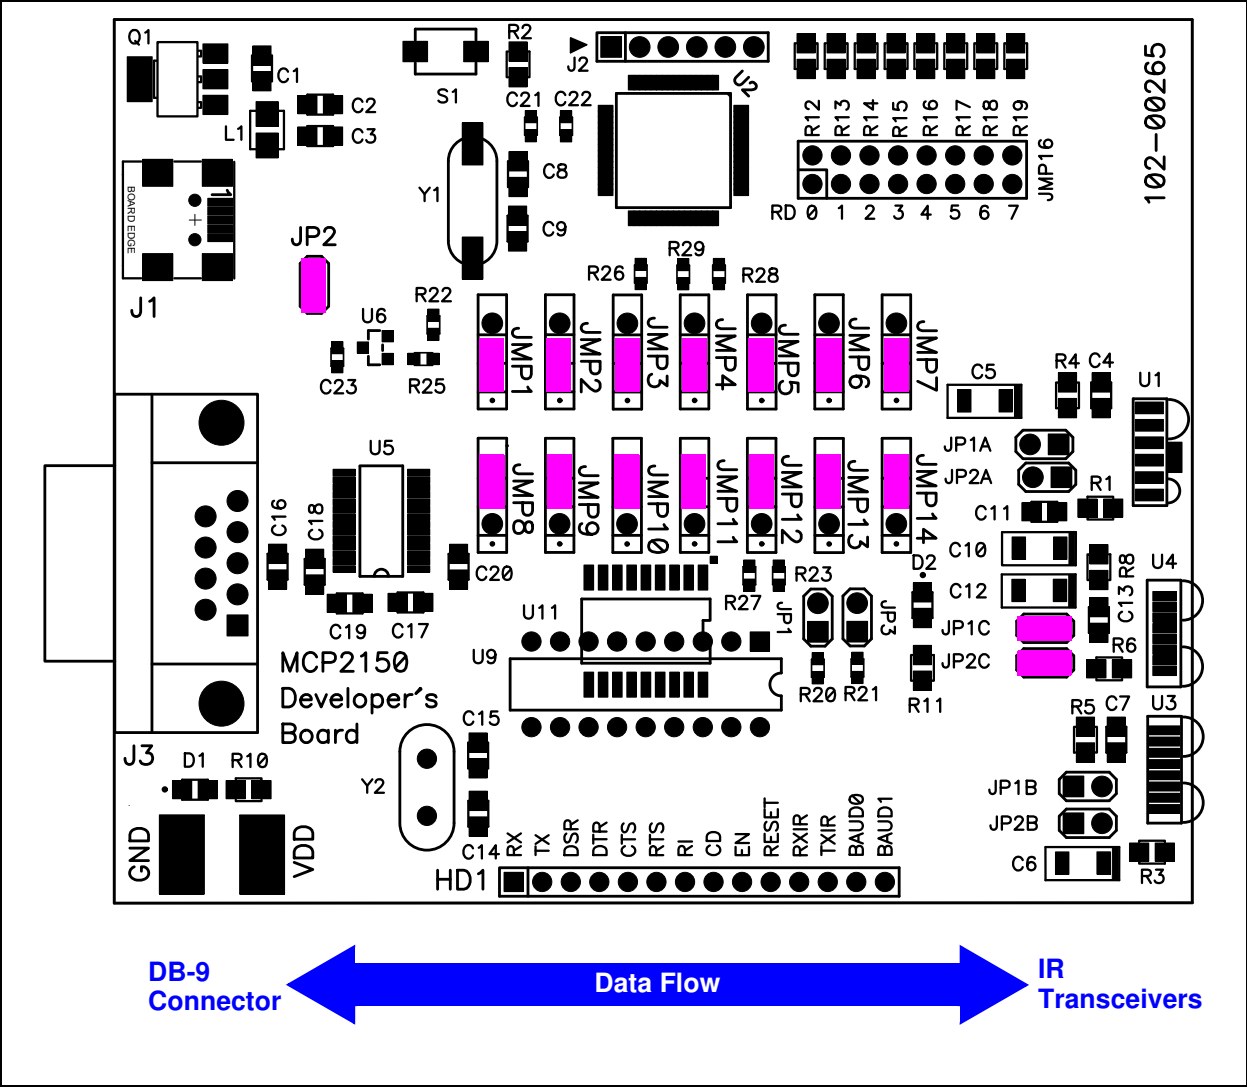 Q1
C1
C2
L1
C3
S1
R2
C21
C22
J2
U2
R12
R13
R14
R15
R16
R17
R18
R19
JMP16
RD 0 1 2 3 4 5 6 7
102-00265
BOARD EDGE
1
J1
JP2
Y1
C8
C9
R26
R29
R28
U6
R22
C23
R25
JMP1
JMP2
JMP3
JMP4
JMP5
JMP6
JMP7
C5
R4
C4
U1
JP1A
JP2A
R1
C11
U5
C16
C18
C20
C19
C17
JMP8
JMP9
JMP10
JMP11
JMP12
JMP13
JMP14
D2
C10
C12
R8
C13
U4
R27
R23
JP1
JP3
JP1C
JP2C
R6
U11
U9
R20
R21
R11
MCP2150
Developer's
Board
J3
D1
R10
GND
VDD
Y2
C15
C14
R5
C7
U3
JP1B
JP2B
C6
R3
RX
TX
DSR
DTR
CTS
RTS
RI
CD
EN
RESET
RXIR
TXIR
BAUD0
BAUD1
HD1
DB-9
Connector
Data Flow
IR
Transceivers